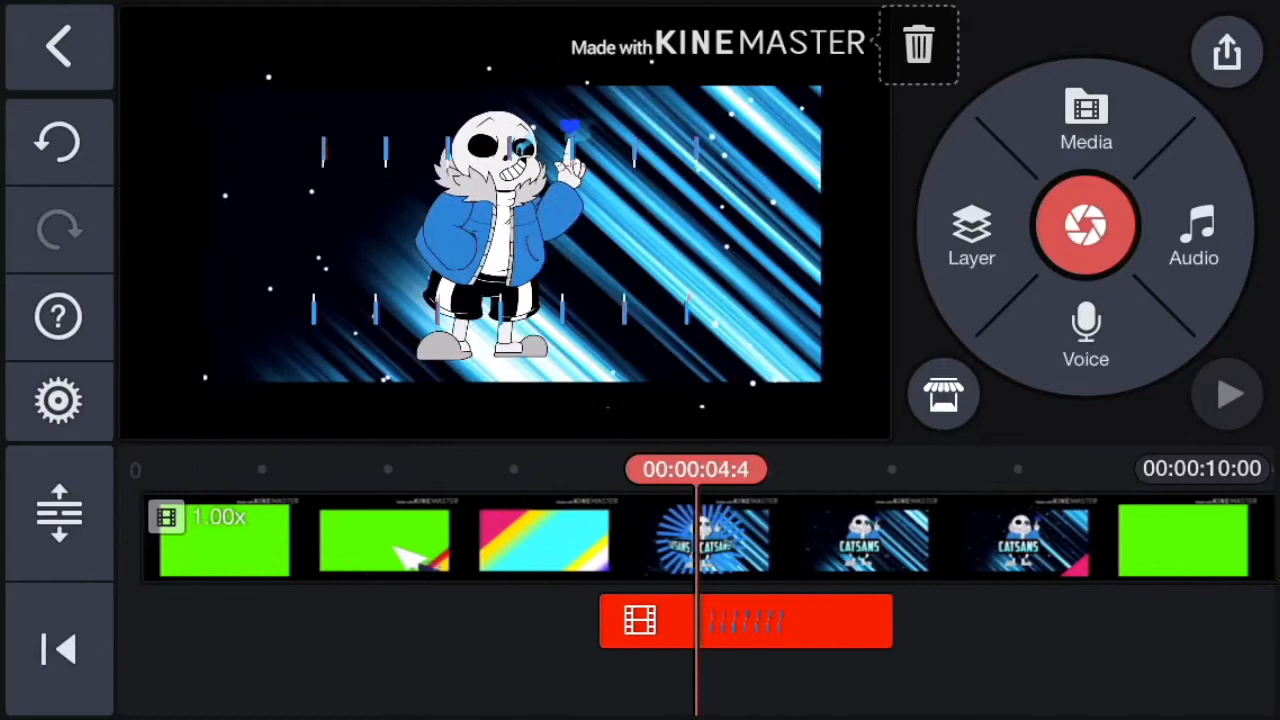 Made with KINEMASTER
Media
Layer
Audio
Voice
0
00:00:04:4
00:00:10:00
1.00x
CATSANS
CATSANS
CATSANS